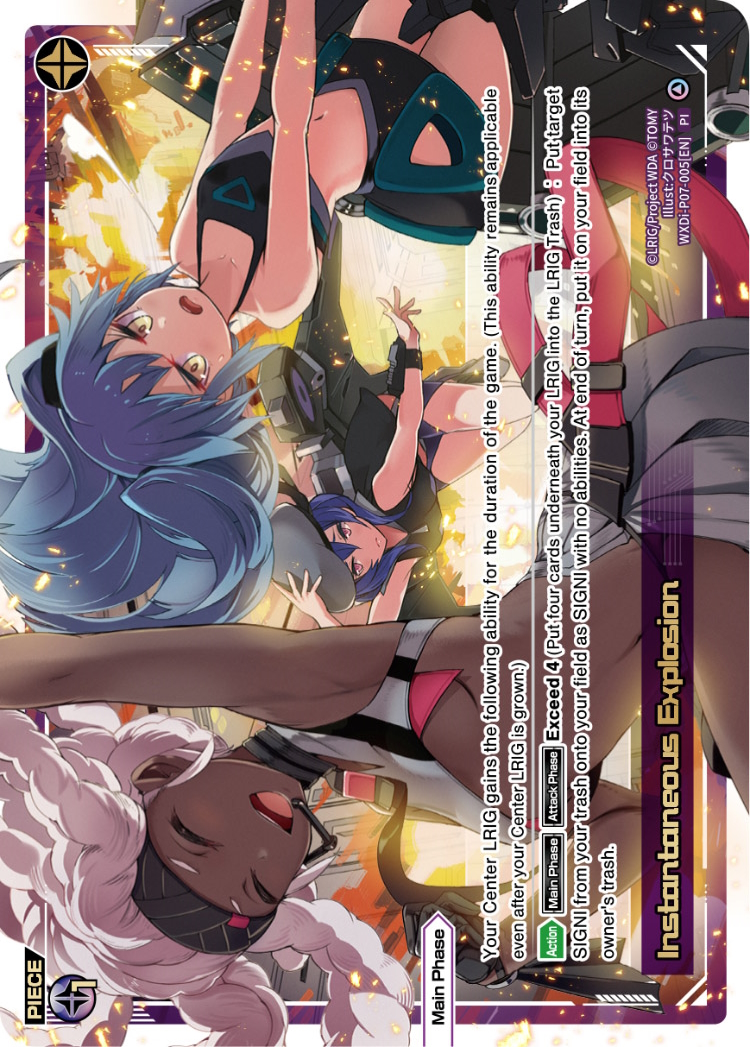 PIECE
1
Main Phase
Your Center LRIG gains the following ability for the duration of the game. (This ability remains applicable
even after your Center LRIG is grown.)
Action Main Phase Attack Phase Exceed 4 (Put four cards underneath your LRIG into the LRIG Trash) : Put target
SIGNI from your trash onto your field as SIGNI with no abilities. At end of turn, put it on your field into its
owner's trash.
Instantaneous Explosion
©LRIG/Project WDA ©TOMY
Illust:クロサワテツ
WXDi-P07-005[EN] PI